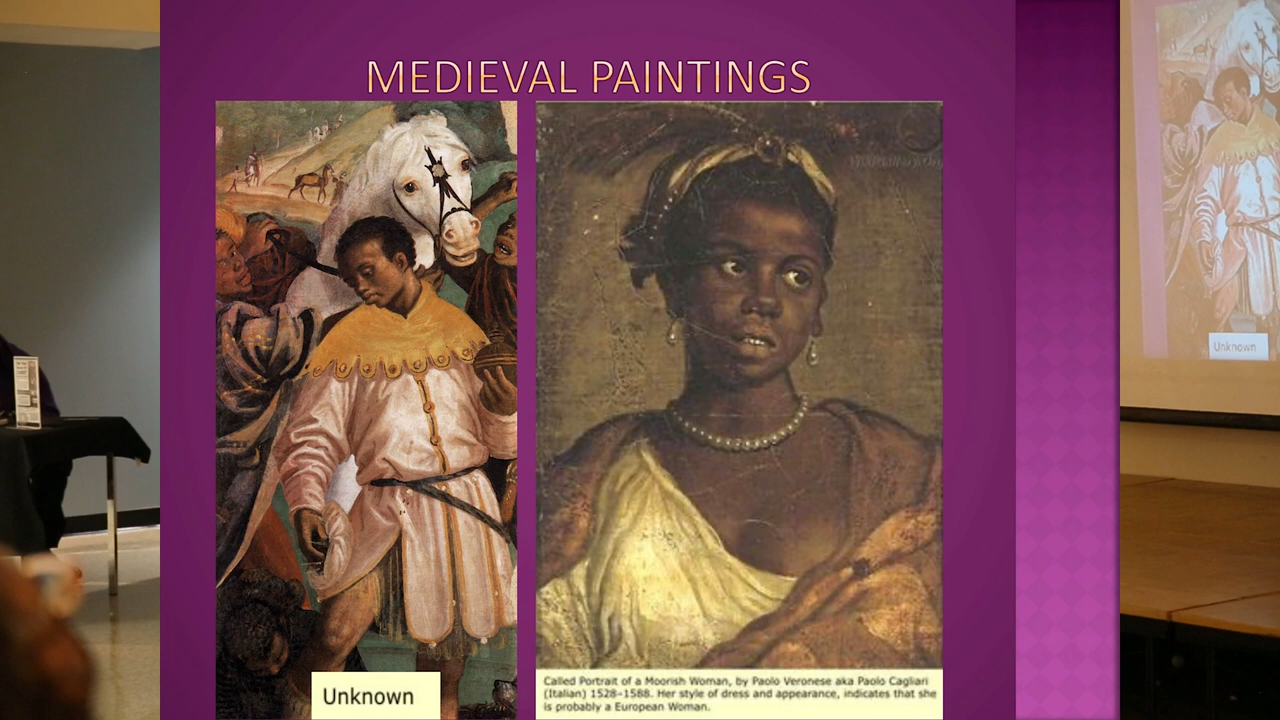 MEDIEVAL PAINTINGS
Unknown
Called Portrait of a Moorish Woman, by Paolo Veronese aka Paolo Cagliari
(Italian) 1528–1588. Her style of dress and appearance, indicates that she
is probably a European Woman.
Unknown